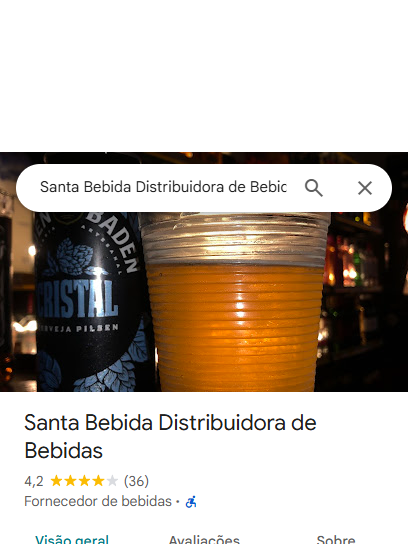 Santa Bebida Distribuidora de Bebid
BADEN
CRISTAL
CERVEJA PILSEN
Santa Bebida Distribuidora de
Bebidas
4,2 (36)
Fornecedor de bebidas ·
Visão geral Avaliações Sobre